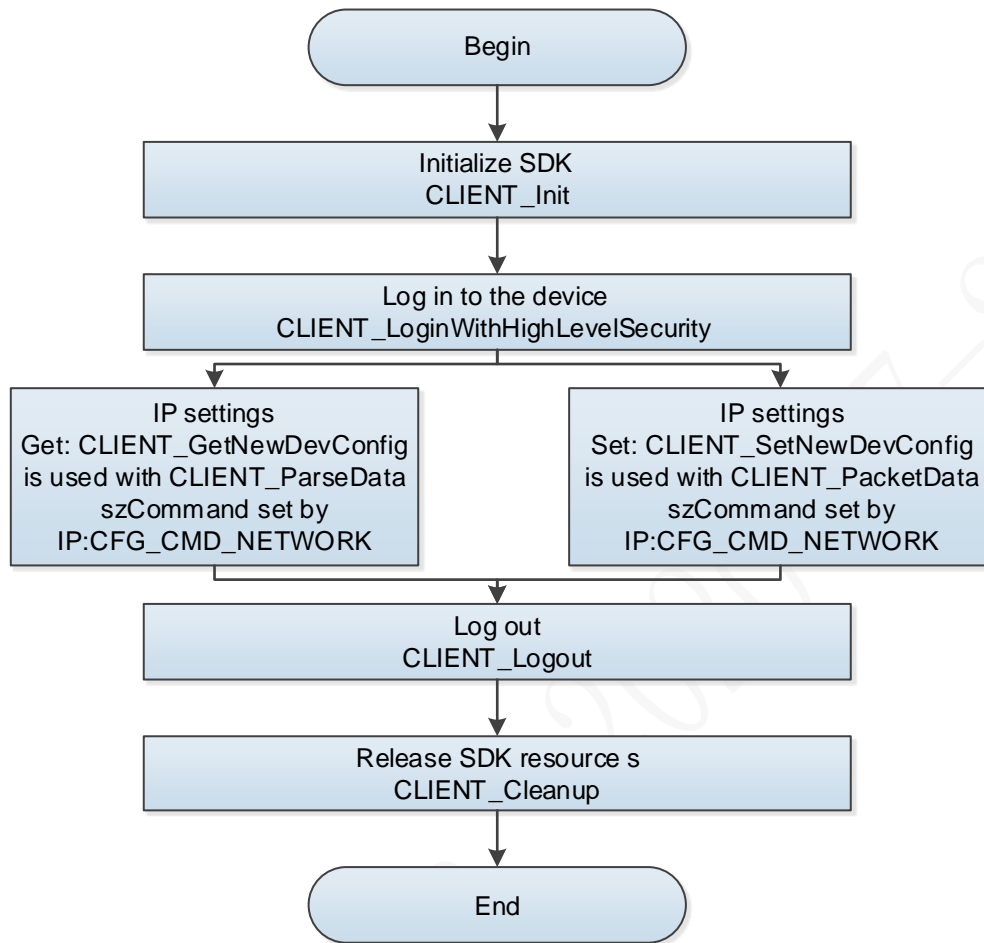 Begin
Initialize SDK
CLIENT_Init
Log in to the device
CLIENT_LoginWithHighLevelSecurity
IP settings
Get: CLIENT_GetNewDevConfig
is used with CLIENT_ParseData
szCommand set by
IP:CFG_CMD_NETWORK
IP settings
Set: CLIENT_SetNewDevConfig
is used with CLIENT_PacketData
szCommand set by
IP:CFG_CMD_NETWORK
Log out
CLIENT_Logout
Release SDK resource s
CLIENT_Cleanup
End